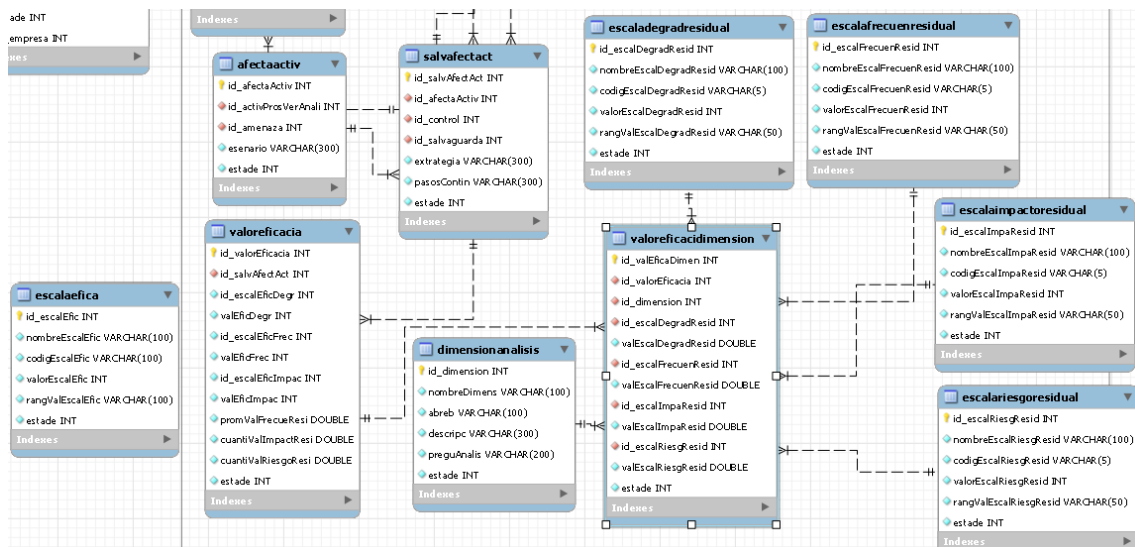 ade INT
_empresa INT
Indexes
afectaactiv
id_afectaActiv INT
id_activProsVerAnali INT
id_amenaza INT
esenario VARCHAR(300)
estade INT
Indexes
salvafectact
id_salvAfectAct INT
id_afectaActiv INT
id_control INT
id_salvaguarda INT
extrategia VARCHAR(300)
pasosContin VARCHAR(300)
estade INT
Indexes
escaladegradresidual
id_escalDegradResid INT
nombreEscalDegradResid VARCHAR(100)
codigEscalDegradResid VARCHAR(5)
valorEscalDegradResid INT
rangValEscalDegradResid VARCHAR(50)
estade INT
Indexes
escalafrecuenresidual
id_escalFrecuenResid INT
nombreEscalFrecuenResid VARCHAR(100)
codigEscalFrecuenResid VARCHAR(5)
valorEscalFrecuenResid INT
rangValEscalFrecuenResid VARCHAR(50)
estade INT
Indexes
escalaefica
id_escalEfic INT
nombreEscalEfic VARCHAR(100)
codigEscalEfic VARCHAR(100)
valorEscalEfic INT
rangValEscalEfic VARCHAR(100)
estade INT
Indexes
valoreficacia
id_valorEficacia INT
id_salvAfectAct INT
id_escalEficDegr INT
valEficDegr INT
id_escalEficFrec INT
valEficFrec INT
id_escalEficImpac INT
valEficImpac INT
promValFrecueResi DOUBLE
cuantiValImpactResi DOUBLE
cuantiValRiesgoResi DOUBLE
estade INT
Indexes
dimensionanalisis
id_dimension INT
nombreDimens VARCHAR(100)
abreb VARCHAR(100)
descripc VARCHAR(300)
preguAnalis VARCHAR(200)
estade INT
Indexes
valoreficacidimension
id_valEficaDimen INT
id_valorEficacia INT
id_dimension INT
id_escalDegradResid INT
valEscalDegradResid DOUBLE
id_escalFrecuenResid INT
valEscalFrecuenResid DOUBLE
id_escalImpaResid INT
valEscalImpaResid DOUBLE
id_escalRiesgResid INT
valEscalRiesgResid DOUBLE
estade INT
Indexes
escalaimpactoresidual
id_escalImpaResid INT
nombreEscalImpaResid VARCHAR(100)
codigEscalImpaResid VARCHAR(5)
valorEscalImpaResid INT
rangValEscalImpaResid VARCHAR(50)
estade INT
Indexes
escalariesgoresidual
id_escalRiesgResid INT
nombreEscalRiesgResid VARCHAR(100)
codigEscalRiesgResid VARCHAR(5)
valorEscalRiesgResid INT
rangValEscalRiesgResid VARCHAR(50)
estade INT
Indexes